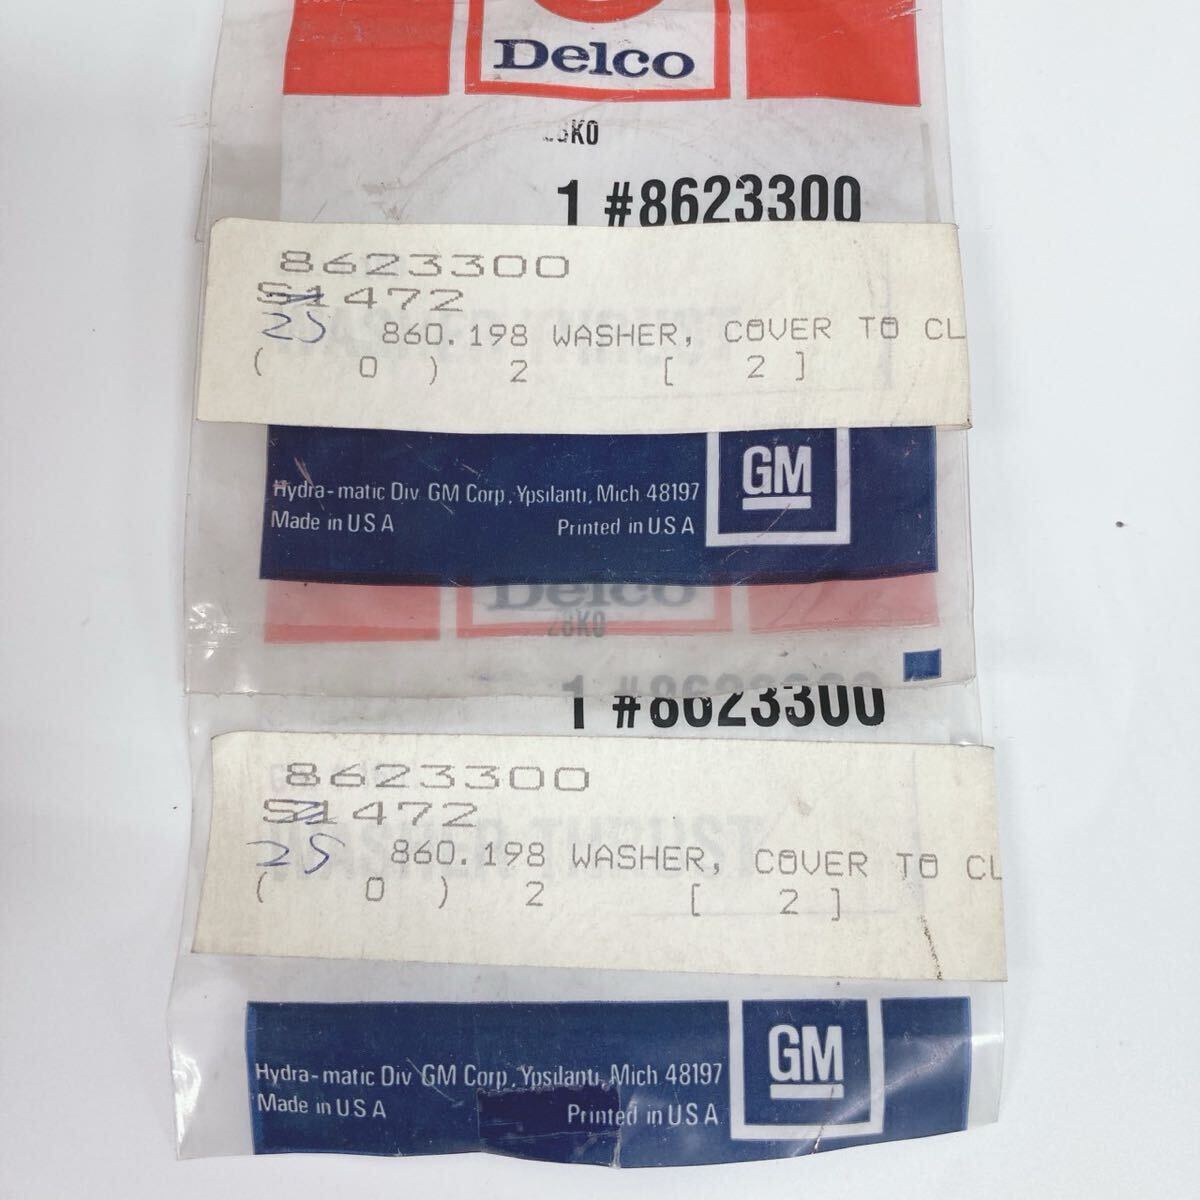 Delco
1 #8623300
8623300
S1472
2S 860.198 WASHER, COVER TO CL
( 0 ) 2 [ 2 ]
Hydra-matic Div GM Corp, Ypsilanti, Mich 48197
Made in USA Printed in USA
GM
Delco
28K0
1 #8623300
8623300
S1472
2S 860.198 WASHER, COVER TO CL
( 0 ) 2 [ 2 ]
Hydra-matic Div GM Corp, Ypsilanti, Mich 48197
Made in USA Printed in USA
GM